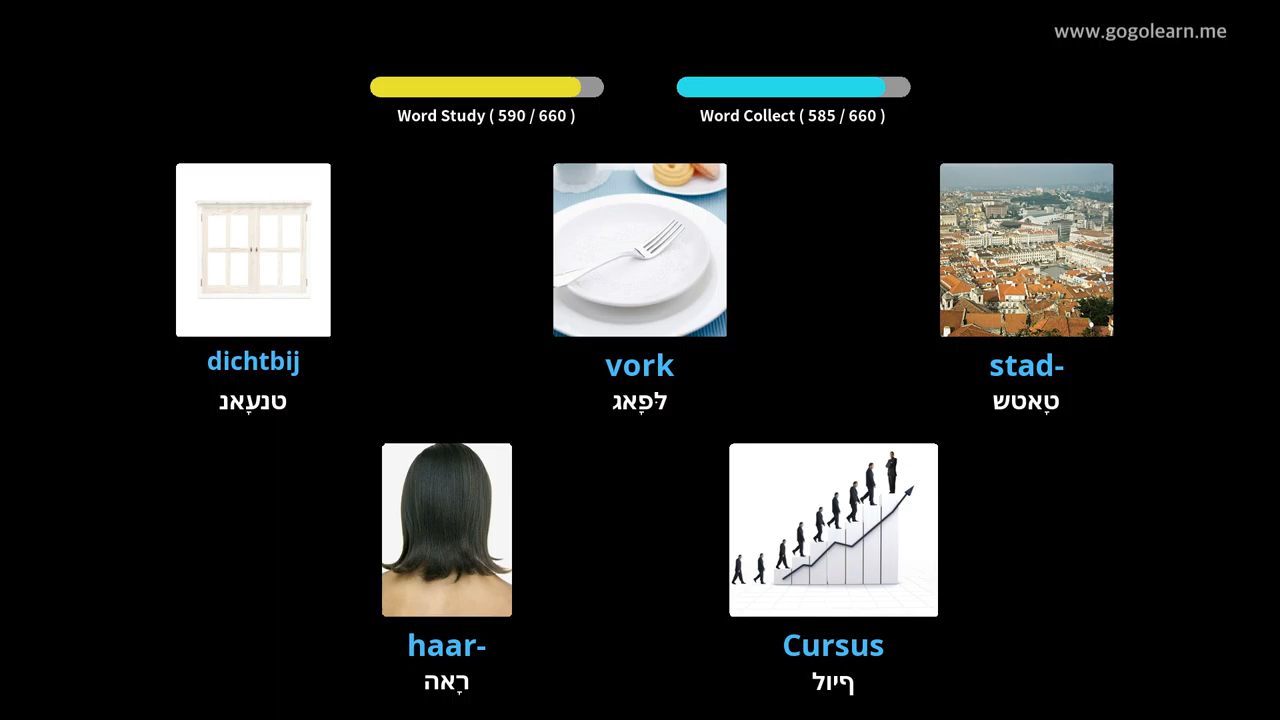 www.gogolearn.me
Word Study ( 590 / 660 )
Word Collect ( 585 / 660 )
dichtbij
טנעָאנ
vork
לּפָאג
stad-
טָאטש
haar-
רָאה
Cursus
ףיול